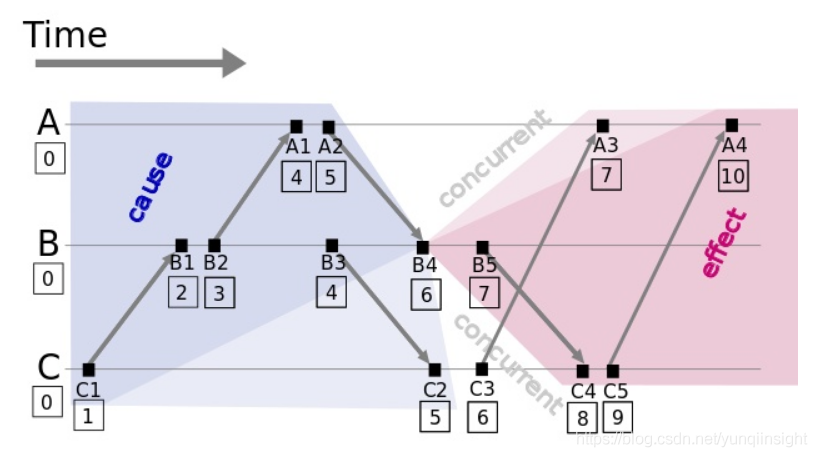 Time
concurrent
A
0
A1 A2
4 5
A3
7
A4
10
cause
B
0
B1 B2
2 3
B3
4
B4
6
B5
7
effect
concurrent
C
0
C1
1
C2
5
C3
6
C4 C5
8 9
https://blog.csdn.net/yunqiinsight